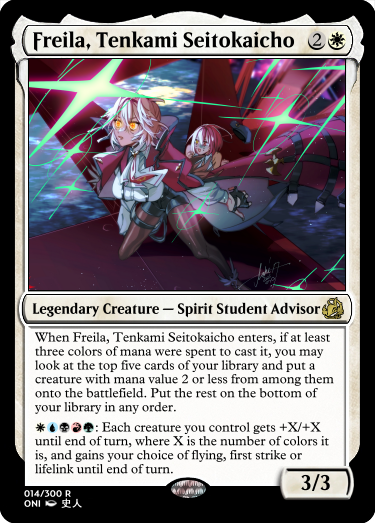 Freila, Tenkami Seitokaicho 2
Legendary Creature — Spirit Student Advisor
When Freila, Tenkami Seitokaicho enters, if at least
three colors of mana were spent to cast it, you may
look at the top five cards of your library and put a
creature with mana value 2 or less from among them
onto the battlefield. Put the rest on the bottom of
your library in any order.
: Each creature you control gets +X/+X
until end of turn, where X is the number of colors it
is, and gains your choice of flying, first strike or
lifelink until end of turn.
3/3
014/300 R
ONI 史人